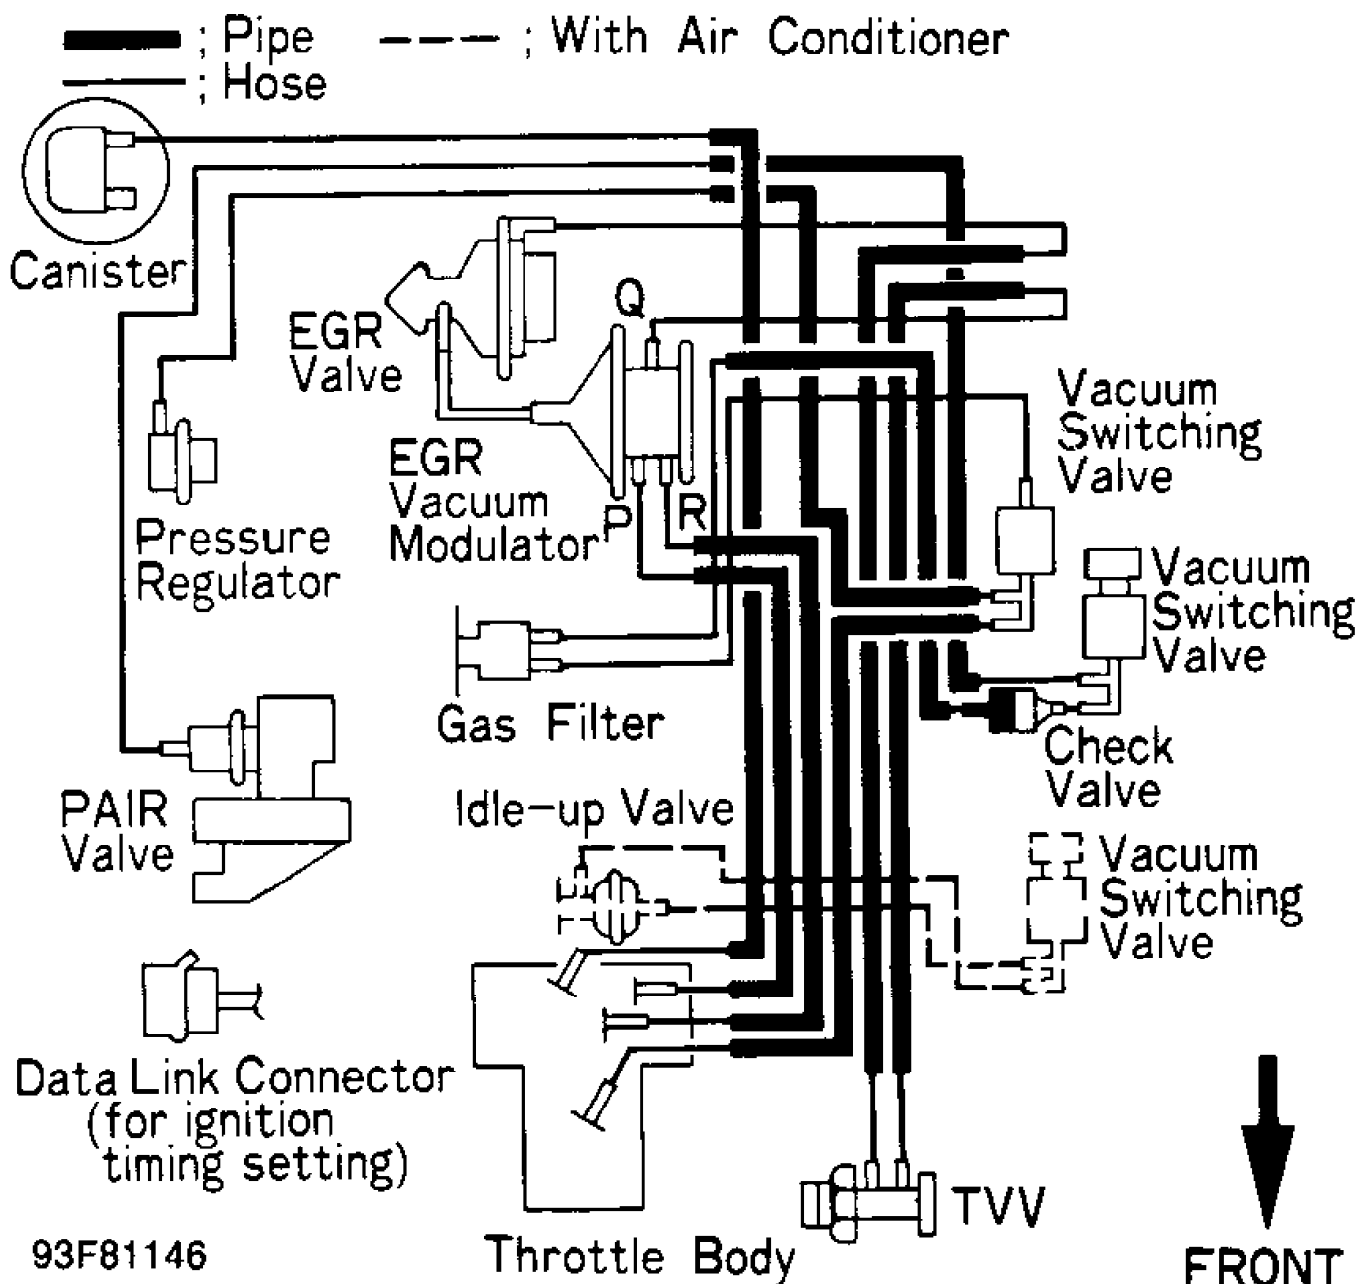 ; Pipe
; With Air Conditioner
; Hose
Canister
EGR
Valve
Q
Vacuum
Switching
Valve
EGR
Vacuum
Modulator
P
R
Pressure
Regulator
Vacuum
Switching
Valve
Gas Filter
Check
Valve
PAIR
Valve
Idle-up Valve
Vacuum
Switching
Valve
Data Link Connector
(for ignition
timing setting)
TVV
Throttle Body
93F81146
FRONT